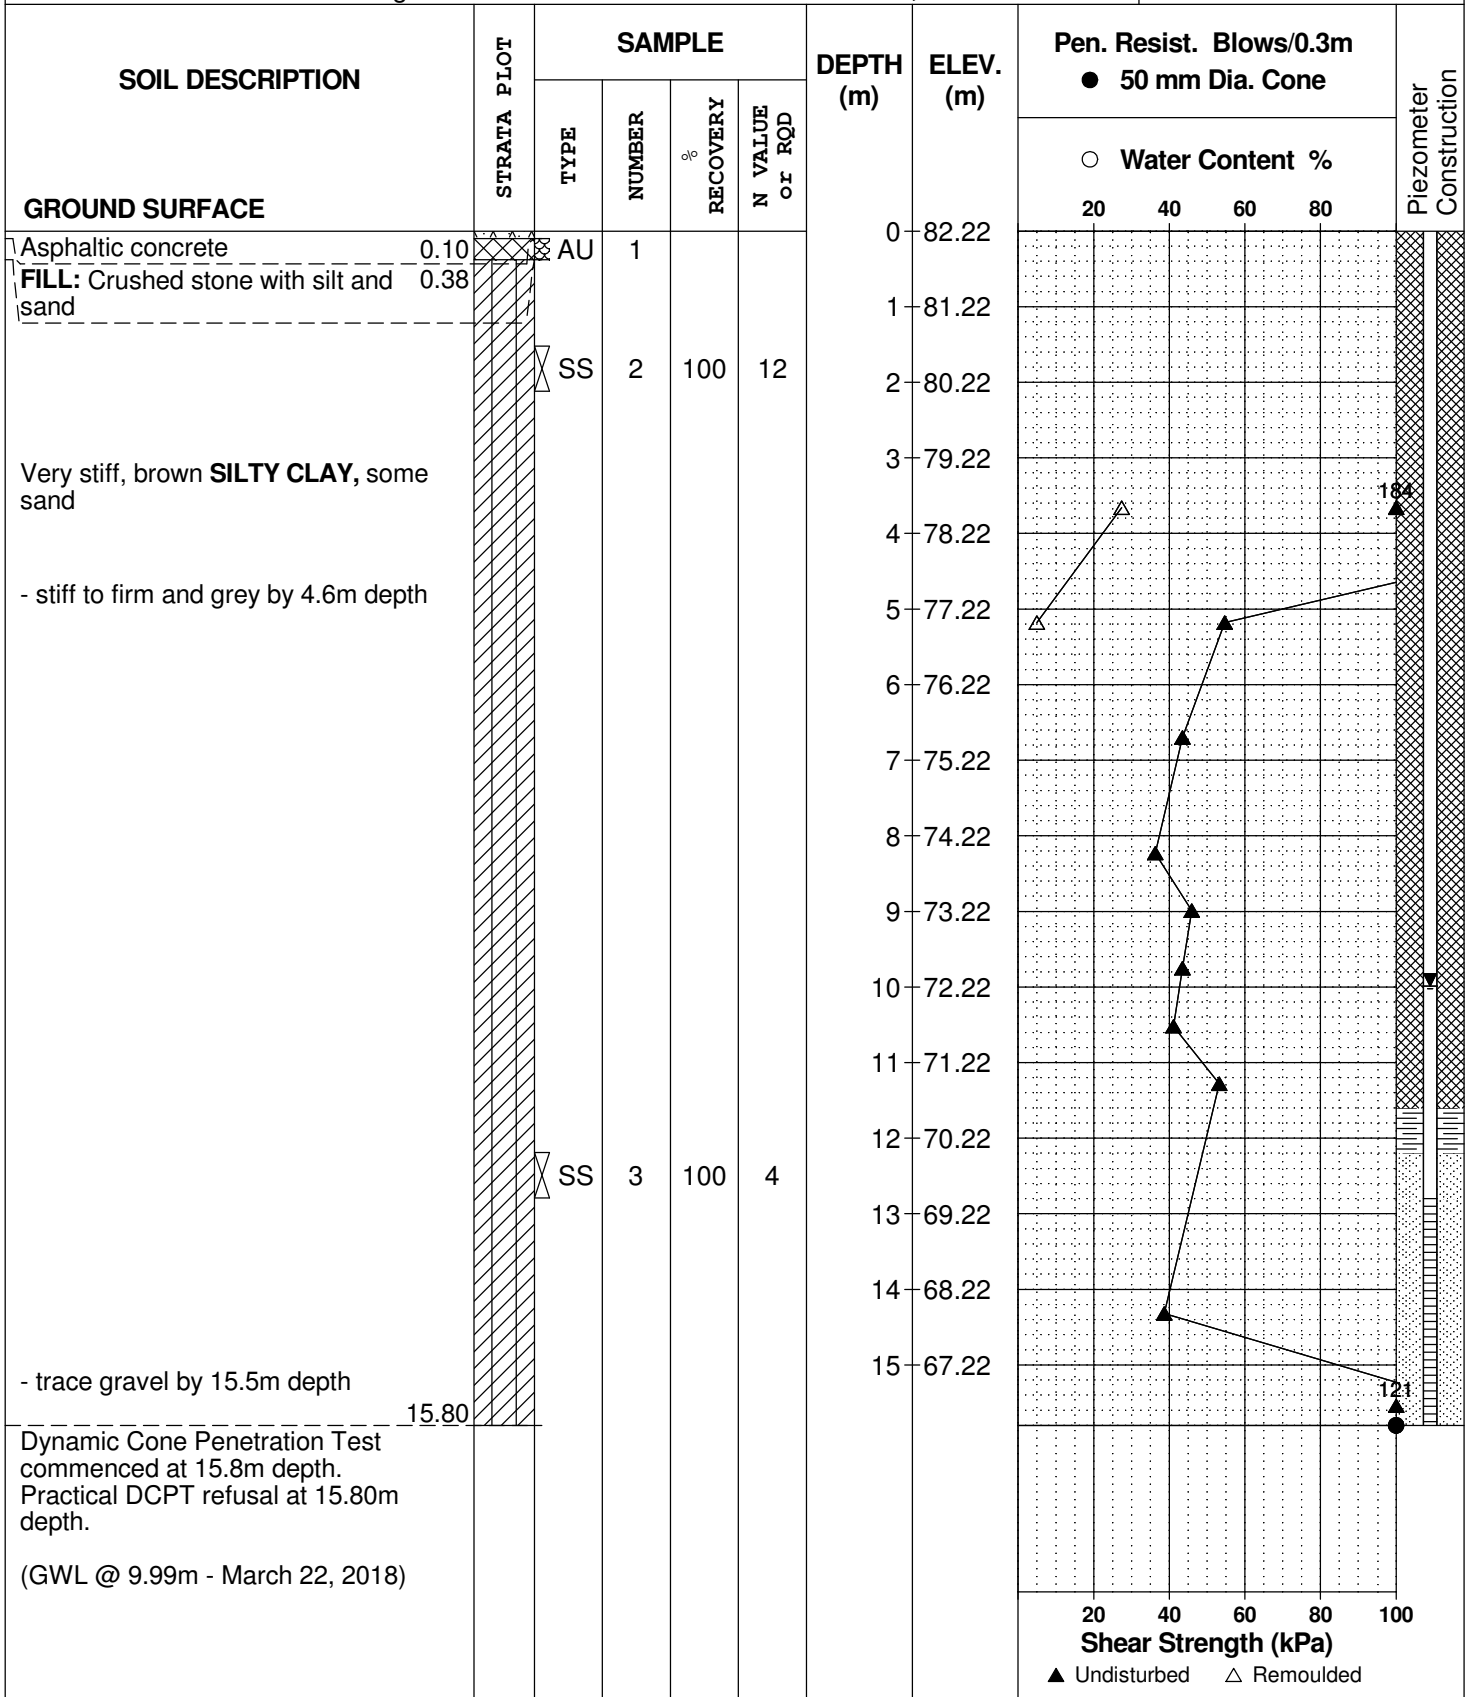 SOIL DESCRIPTION
GROUND SURFACE
STRATA PLOT
SAMPLE
TYPE
NUMBER
%
RECOVERY
N VALUE
or RQD
DEPTH
(m)
ELEV.
(m)
Pen. Resist. Blows/0.3m
● 50 mm Dia. Cone
○ Water Content %
20 40 60 80
Piezometer
Construction
Asphaltic concrete 0.10
FILL: Crushed stone with silt and 0.38
sand
AU 1
SS 2 100 12
Very stiff, brown SILTY CLAY, some
sand
- stiff to firm and grey by 4.6m depth
SS 3 100 4
- trace gravel by 15.5m depth
15.80
Dynamic Cone Penetration Test
commenced at 15.8m depth.
Practical DCPT refusal at 15.80m
depth.
(GWL @ 9.99m - March 22, 2018)
0 82.22
1 81.22
2 80.22
3 79.22
4 78.22
5 77.22
6 76.22
7 75.22
8 74.22
9 73.22
10 72.22
11 71.22
12 70.22
13 69.22
14 68.22
15 67.22
184
121
20 40 60 80 100
Shear Strength (kPa)
▲ Undisturbed △ Remoulded